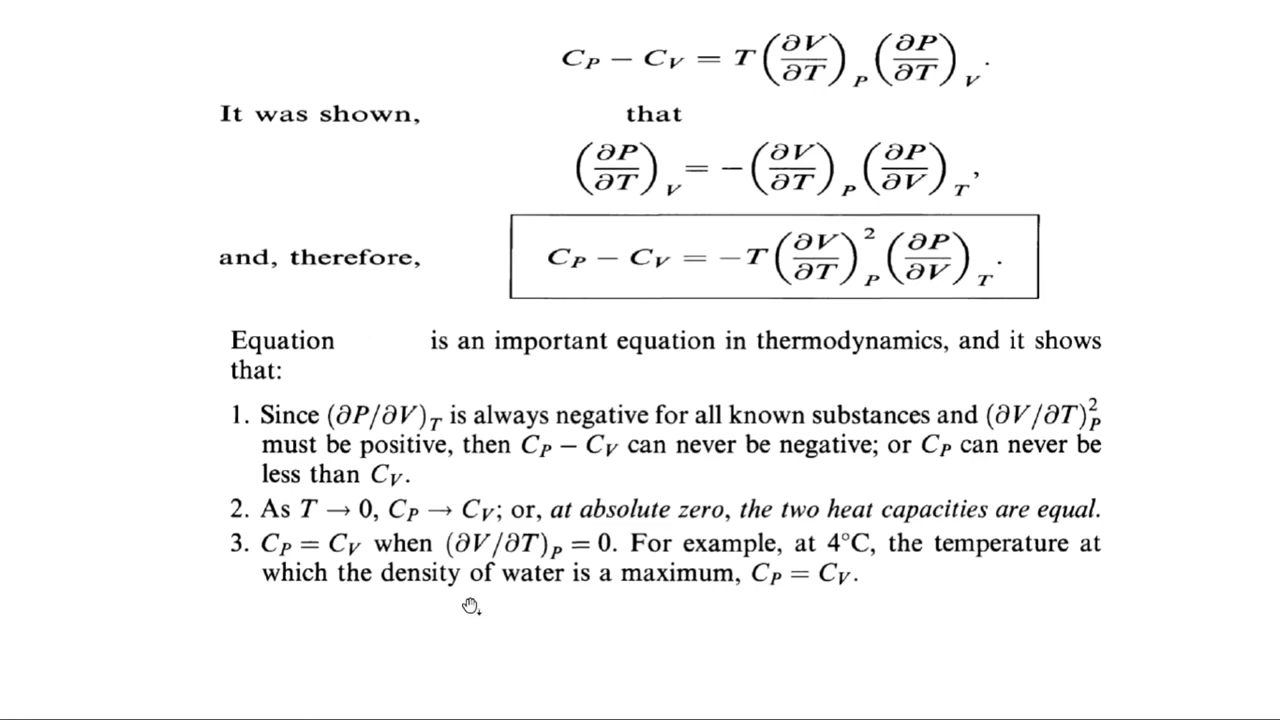 C_P − C_V = T(∂V/∂T)_P (∂P/∂T)_V.
It was shown, that
(∂P/∂T)_V = −(∂V/∂T)_P (∂P/∂V)_T,
and, therefore, C_P − C_V = −T(∂V/∂T)²_P (∂P/∂V)_T.
Equation is an important equation in thermodynamics, and it shows
that:
1. Since (∂P/∂V)_T is always negative for all known substances and (∂V/∂T)²_P
must be positive, then C_P − C_V can never be negative; or C_P can never be
less than C_V.
2. As T → 0, C_P → C_V; or, at absolute zero, the two heat capacities are equal.
3. C_P = C_V when (∂V/∂T)_P = 0. For example, at 4°C, the temperature at
which the density of water is a maximum, C_P = C_V.